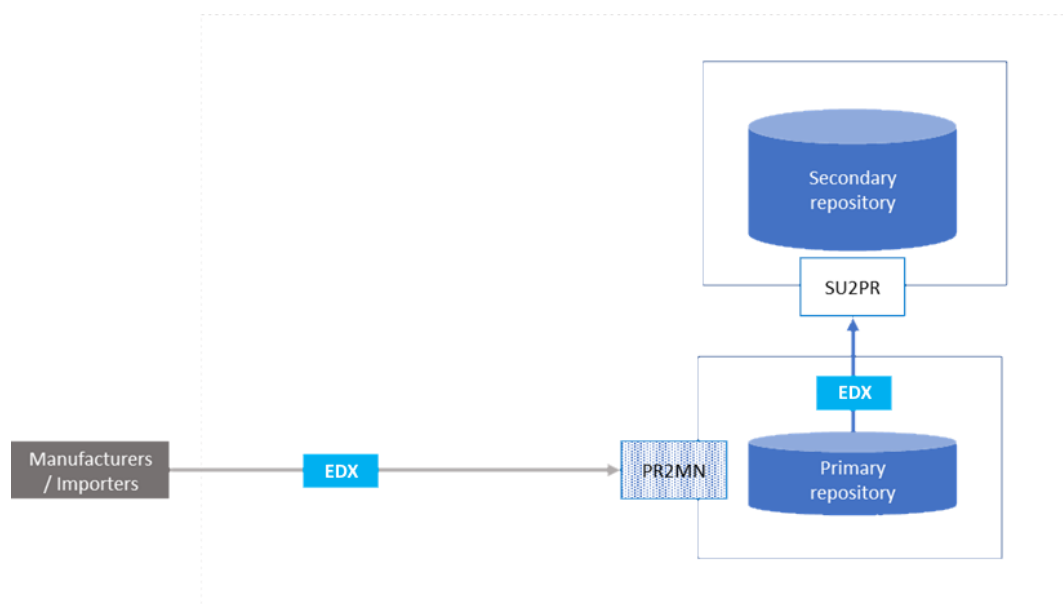 Secondary
repository
SU2PR
EDX
Manufacturers
/ Importers
EDX
PR2MN
Primary
repository